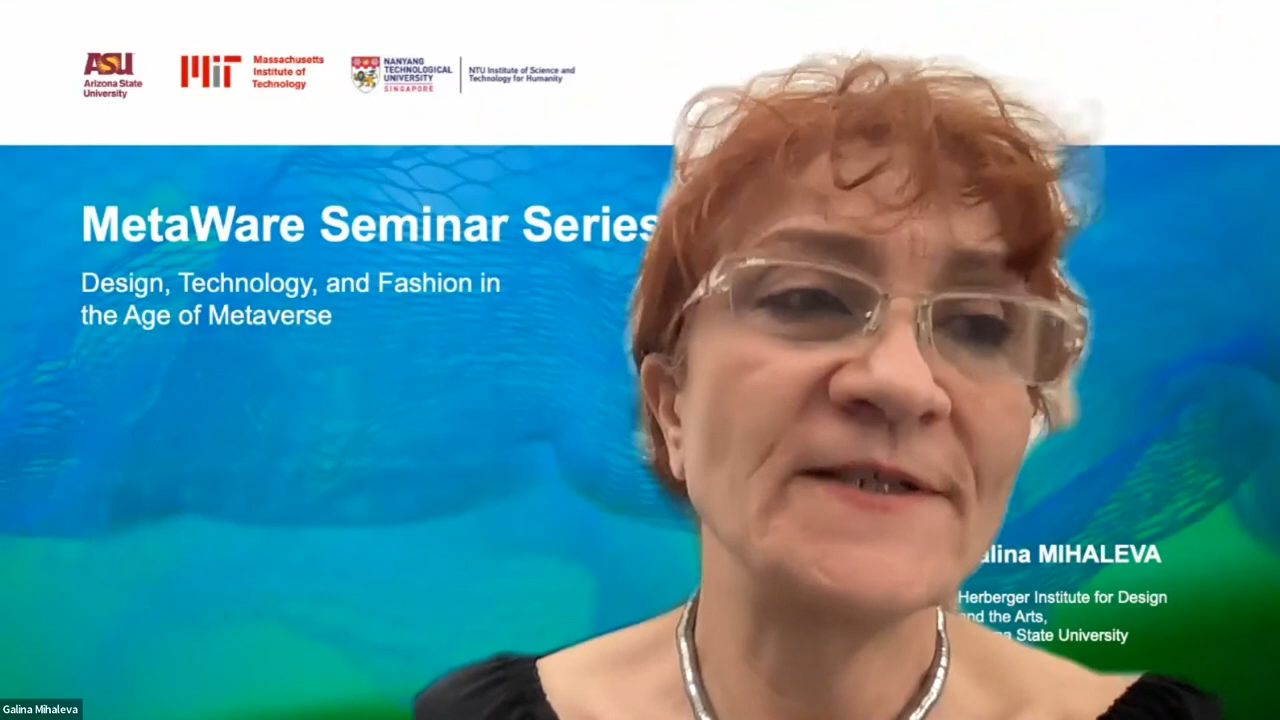 ASU
Arizona State
University
MIT
Massachusetts
Institute of
Technology
NANYANG
TECHNOLOGICAL
UNIVERSITY
SINGAPORE
NTU Institute of Science and
Technology for Humanity
MetaWare Seminar Series
Design, Technology, and Fashion in
the Age of Metaverse
alina MIHALEVA
Herberger Institute for Design
and the Arts,
na State University
Galina Mihaleva